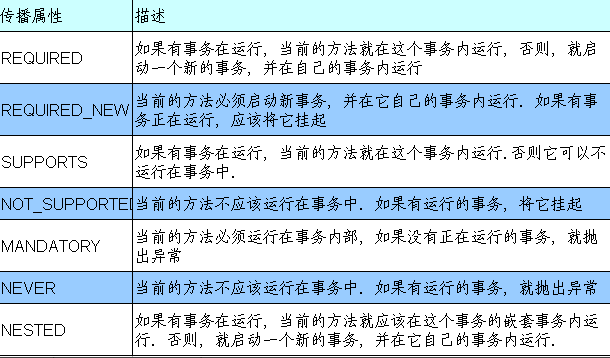 传播属性 描述
REQUIRED 如果有事务在运行，当前的方法就在这个事务内运行，否则，就启
动一个新的事务，并在自己的事务内运行
REQUIRED_NEW 当前的方法必须启动新事务，并在它自己的事务内运行．如果有事
务正在运行，应该将它挂起
SUPPORTS 如果有事务在运行，当前的方法就在这个事务内运行.否则它可以不
运行在事务中.
NOT_SUPPORTED 当前的方法不应该运行在事务中．如果有运行的事务，将它挂起
MANDATORY 当前的方法必须运行在事务内部，如果没有正在运行的事务，就抛
出异常
NEVER 当前的方法不应该运行在事务中．如果有运行的事务，就抛出异常
NESTED 如果有事务在运行，当前的方法就应该在这个事务的嵌套事务内运
行．否则，就启动一个新的事务，并在它自己的事务内运行.